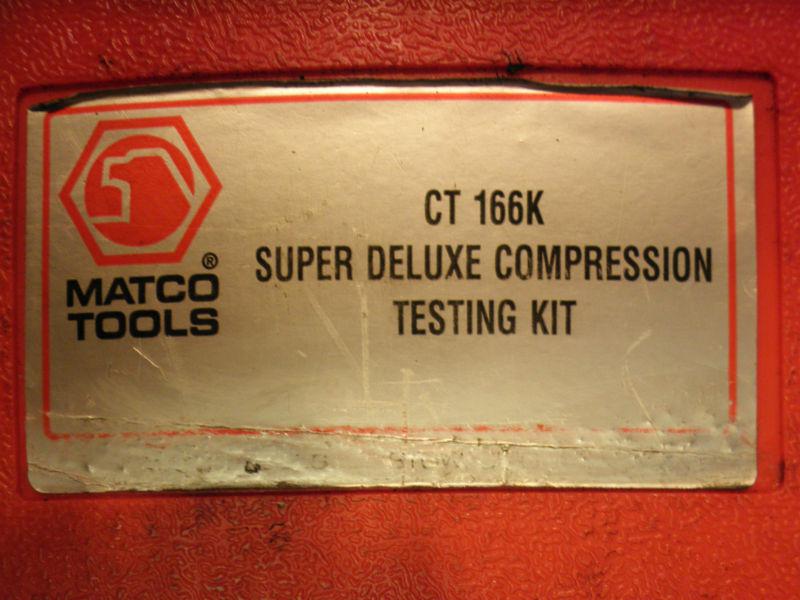 CT 166K
SUPER DELUXE COMPRESSION
TESTING KIT
®
MATCO
TOOLS